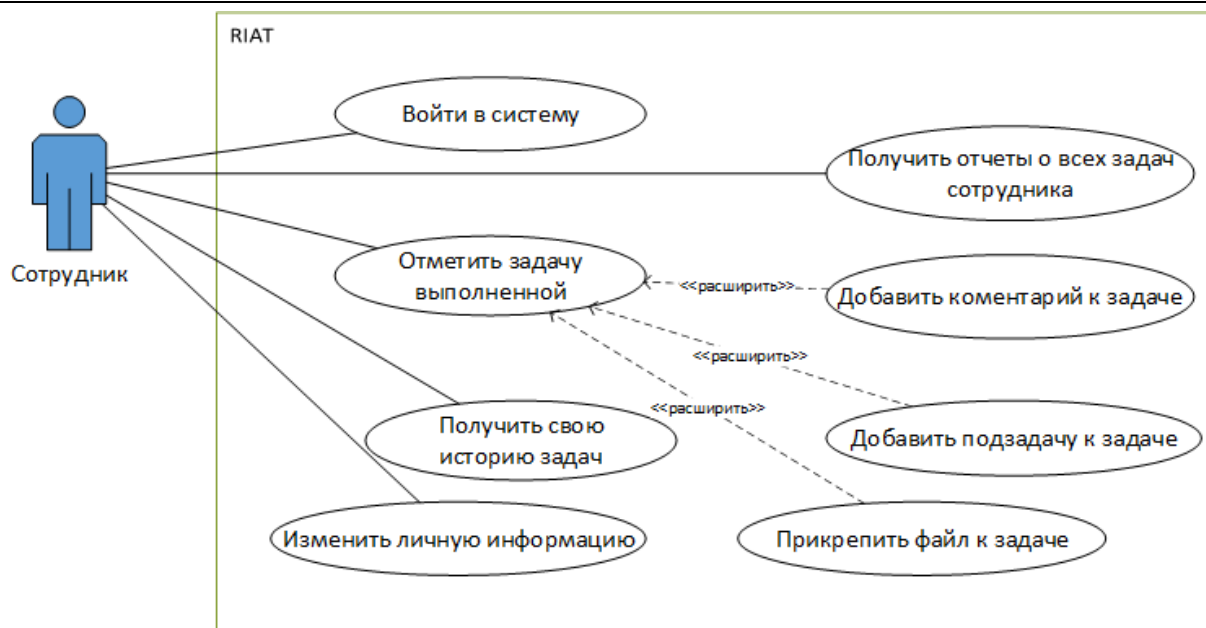 RIAT
Войти в систему
Получить отчеты о всех задач
сотрудника
Сотрудник
Отметить задачу
выполненной
<<расширить>>
Добавить коментарий к задаче
<<расширить>>
<<расширить>>
Получить свою
историю задач
Добавить подзадачу к задаче
Изменить личную информацию
Прикрепить файл к задаче